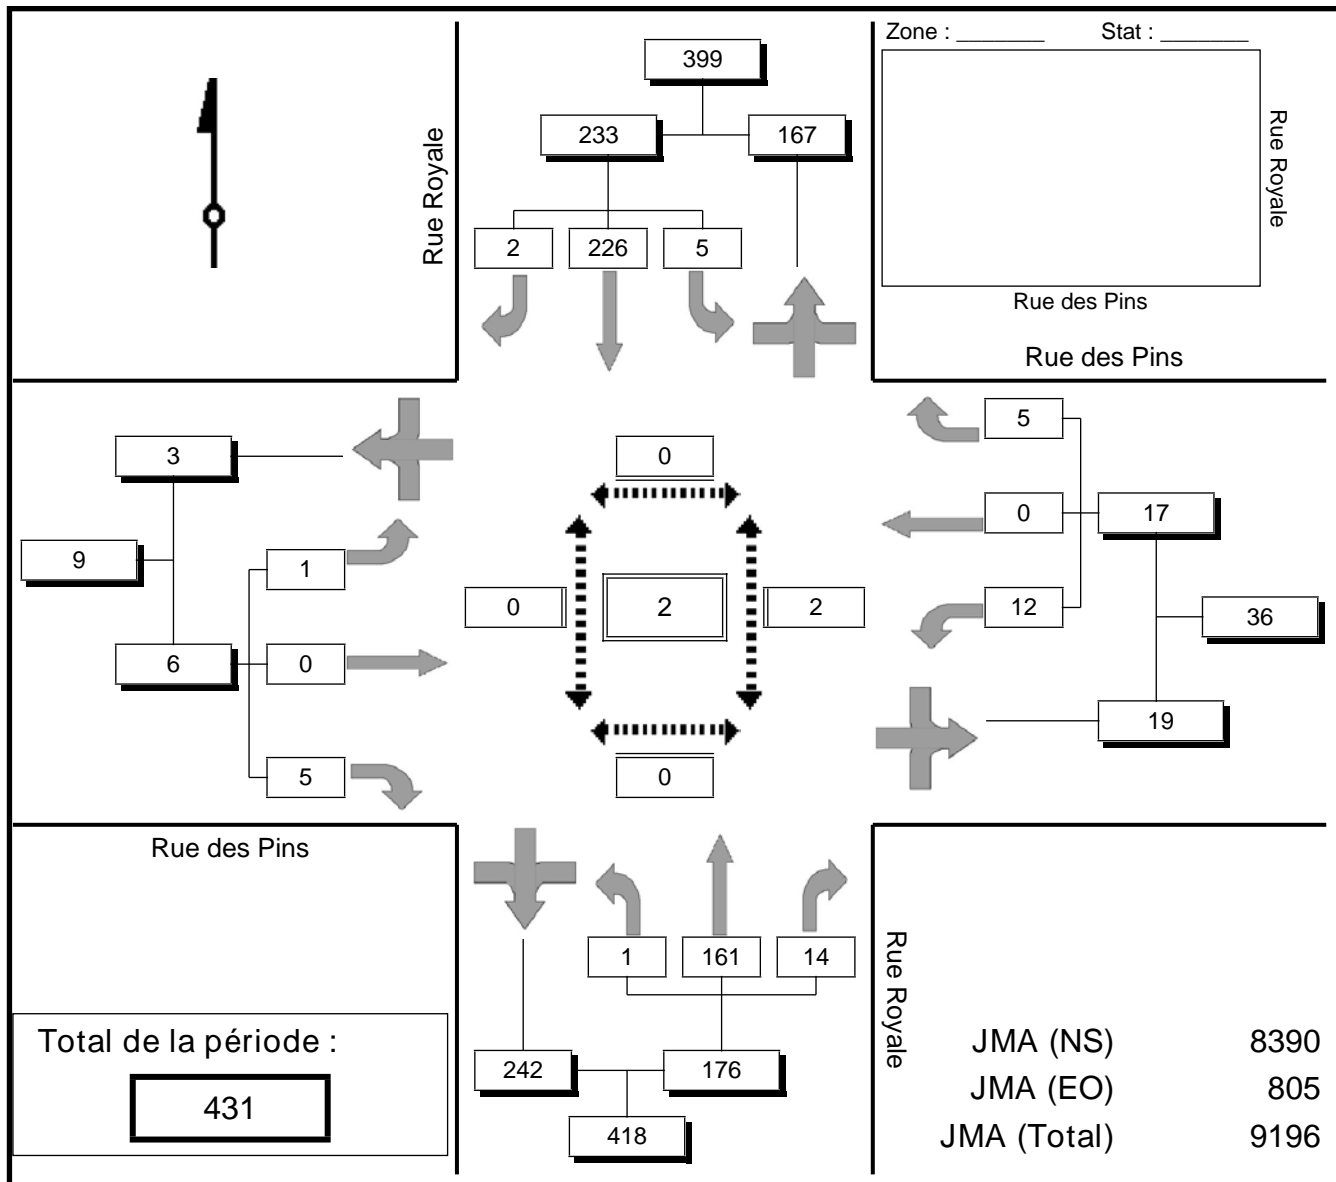 Rue Royale
399
233
167
2
226
5
Zone : _______ Stat : _______
Rue Royale
Rue des Pins
Rue des Pins
3
9
6
1
0
5
0
0
2
2
0
5
0
12
17
36
19
Rue des Pins
Total de la période :
431
1
161
14
242
176
418
Rue Royale
JMA (NS) 8390
JMA (EO) 805
JMA (Total) 9196